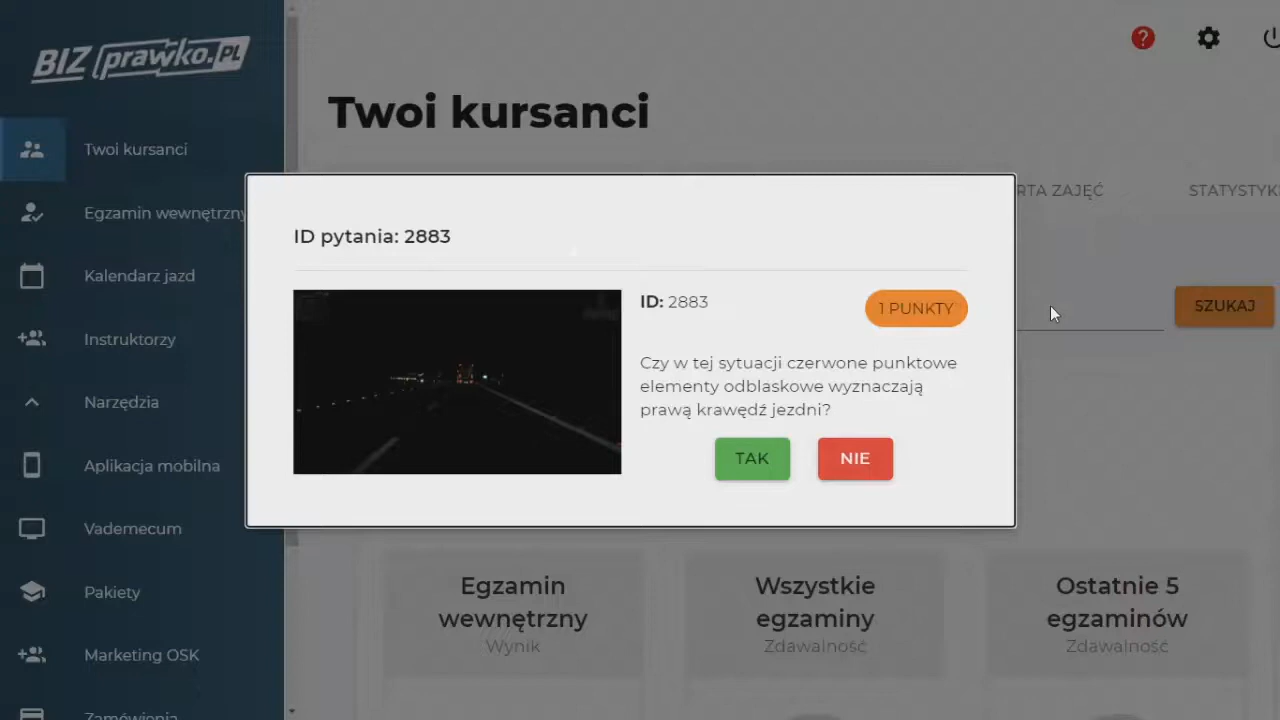 BIZ prawko.PL
Twoi kursanci
Twoi kursanci
Egzamin wewnętrzny
Kalendarz jazd
Instruktorzy
Narzędzia
Aplikacja mobilna
Vademecum
Pakiety
Marketing OSK
Zamówienia
RTA ZAJĘĆ
STATYSTYK
SZUKAJ
ID pytania: 2883
ID: 2883
1 PUNKTY
Czy w tej sytuacji czerwone punktowe
elementy odblaskowe wyznaczają
prawą krawędź jezdni?
TAK
NIE
Egzamin
wewnętrzny
Wynik
Wszystkie
egzaminy
Zdawalność
Ostatnie 5
egzaminów
Zdawalność